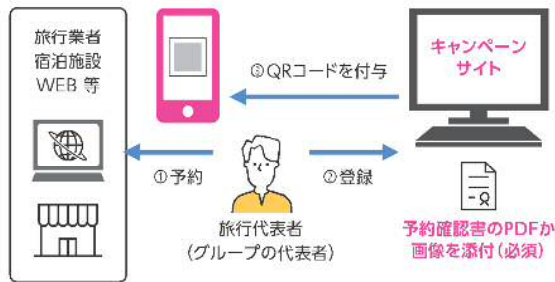 旅行業者
宿泊施設
WEB 等
③QRコードを付与
キャンペーン
サイト
①予約
②登録
旅行代表者
(グループの代表者)
予約確認書のPDFか
画像を添付(必須)